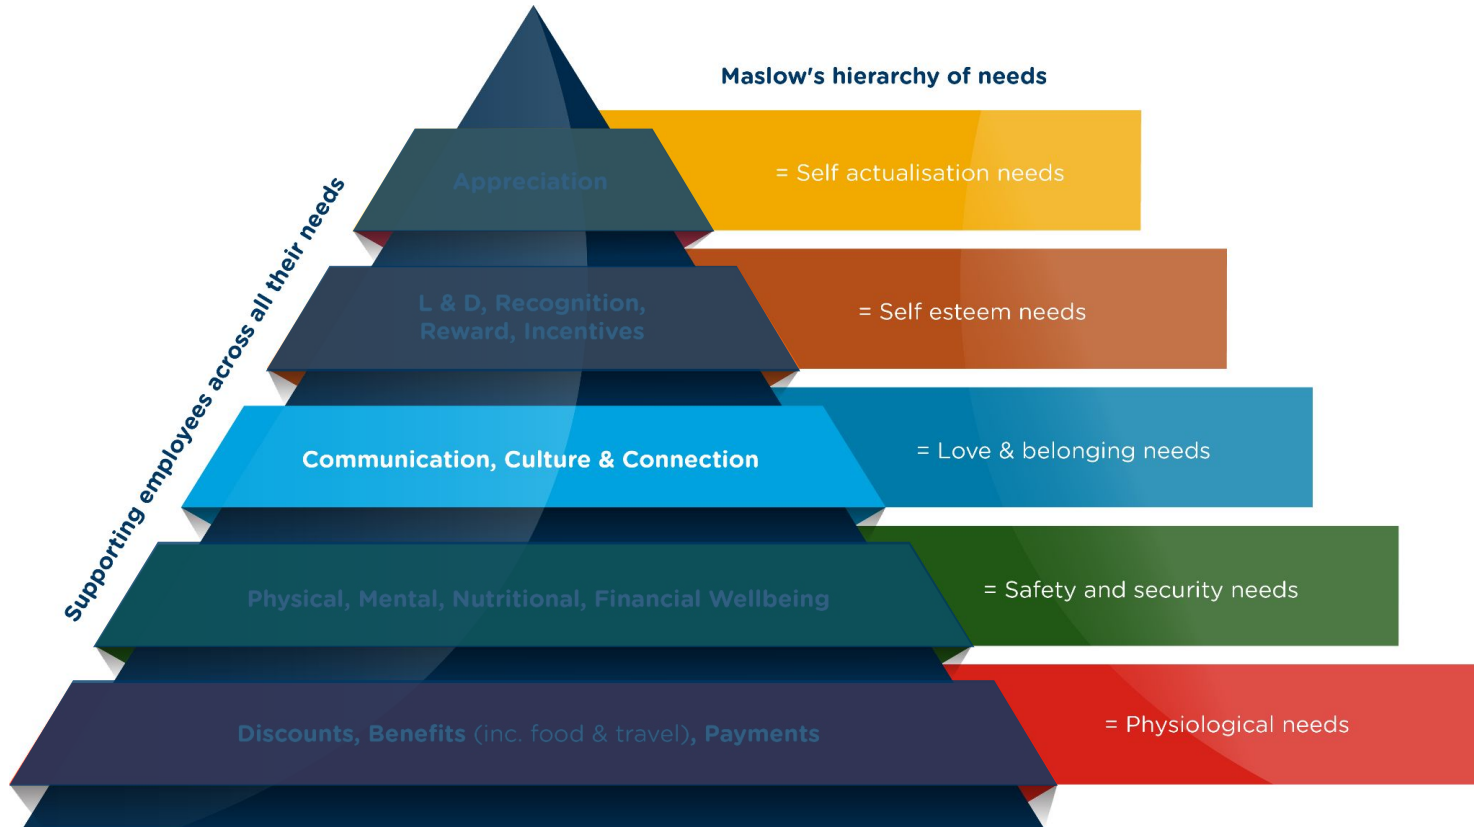 Maslow's hierarchy of needs
Supporting employees across all their needs
Appreciation
= Self actualisation needs
L & D, Recognition,
Reward, Incentives
= Self esteem needs
Communication, Culture & Connection
= Love & belonging needs
Physical, Mental, Nutritional, Financial Wellbeing
= Safety and security needs
Discounts, Benefits (inc. food & travel), Payments
= Physiological needs